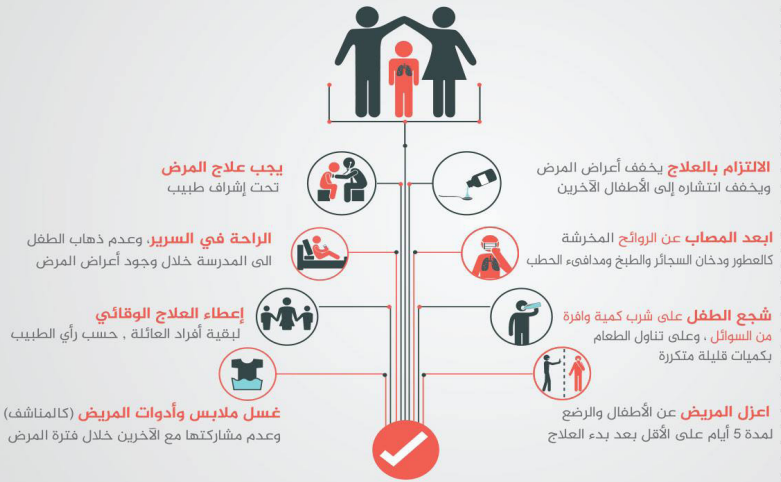 الالتزام بالعلاج يخفف أعراض المرض
ويخفف انتشاره إلى الأطفال الآخرين
يجب علاج المرض
تحت إشراف طبيب
ابعد المصاب عن الروائح المخرشة
كالعطور ودخان السجائر والطبخ ومدافىء الحطب
الراحة في السرير، وعدم ذهاب الطفل
الى المدرسة خلال وجود أعراض المرض
شجع الطفل على شرب كمية وافرة
من السوائل ، وعلى تناول الطعام
بكميات قليلة متكررة
إعطاء العلاج الوقائي
لبقية أفراد العائلة , حسب رأي الطبيب
اعزل المريض عن الأطفال والرضع
لمدة 5 أيام على الأقل بعد بدء العلاج
غسل ملابس وأدوات المريض (كالمناشف)
وعدم مشاركتها مع الآخرين خلال فترة المرض